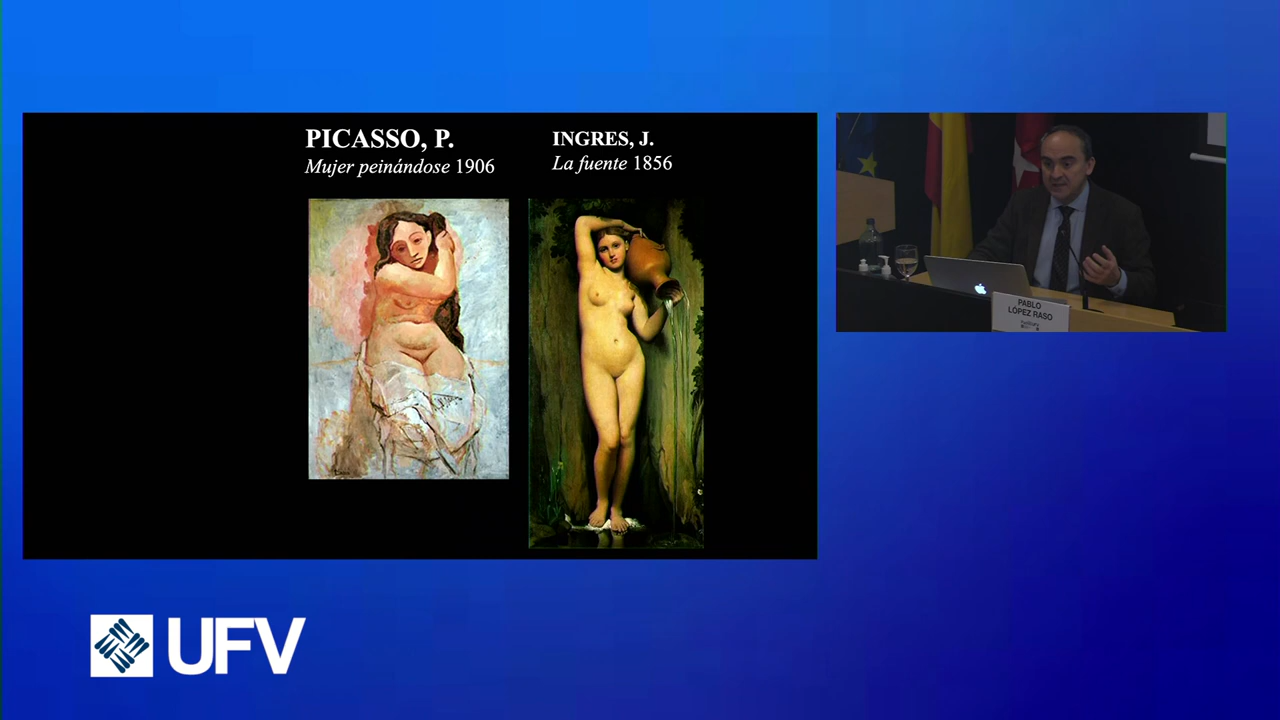 PICASSO, P.
Mujer peinándose 1906
INGRES, J.
La fuente 1856
PABLO
LÓPEZ RASO
UFV